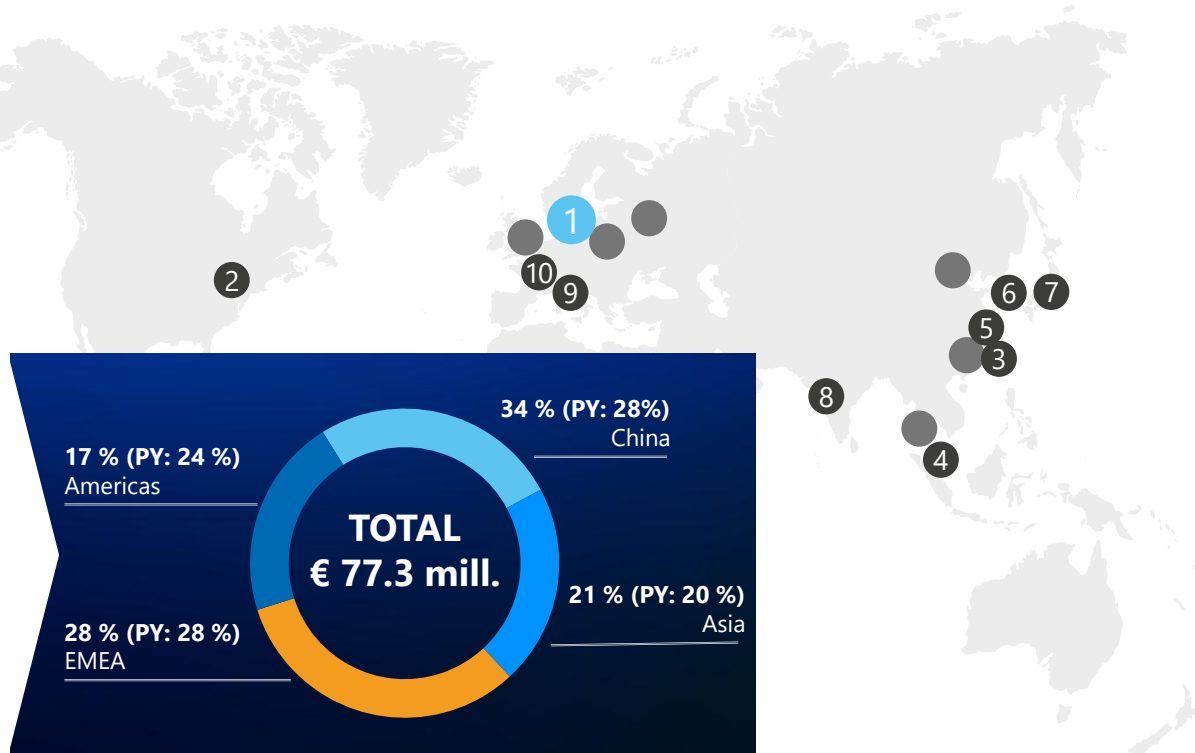 1
2
10
9
6
7
5
3
8
4
34 % (PY: 28%)
China
17 % (PY: 24 %)
Americas
TOTAL
€ 77.3 mill.
21 % (PY: 20 %)
Asia
28 % (PY: 28 %)
EMEA